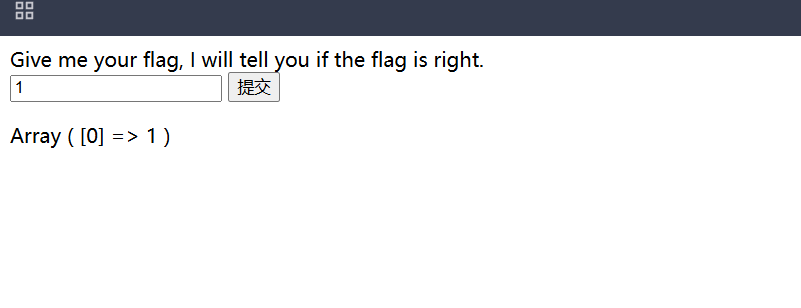 Give me your flag, I will tell you if the flag is right.
1 提交
Array ( [0] => 1 )